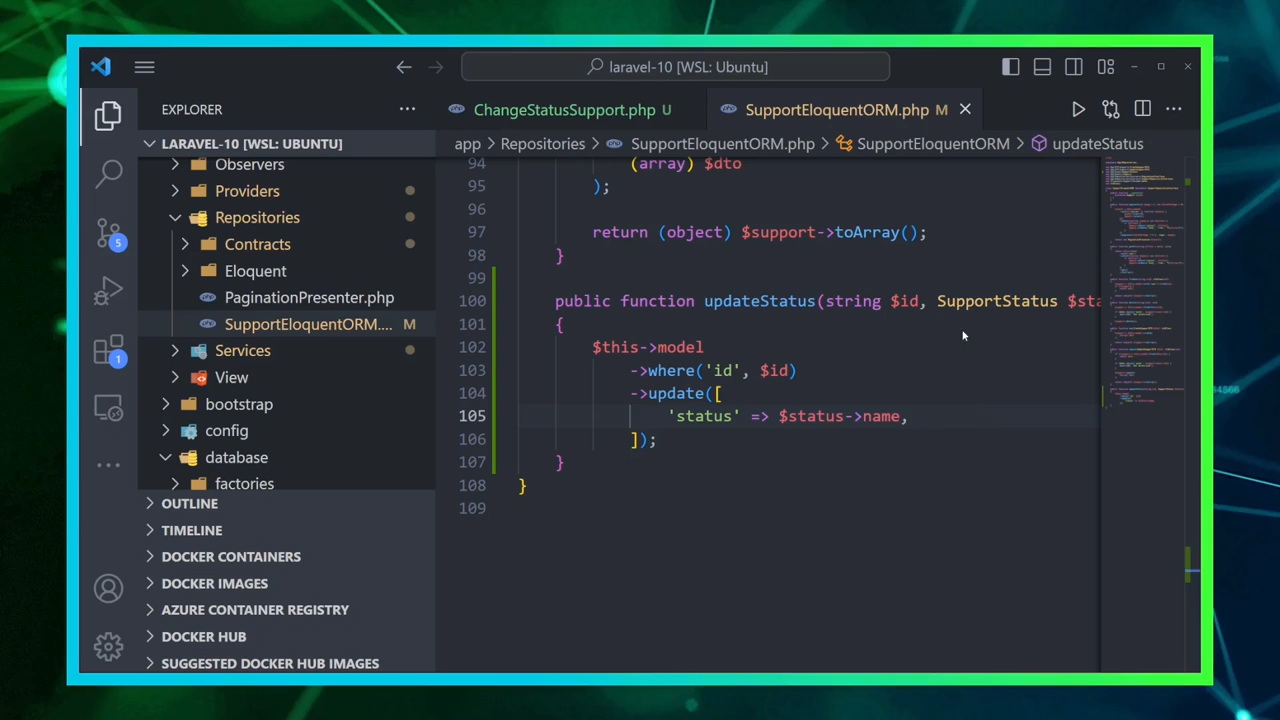 laravel-10 [WSL: Ubuntu]
EXPLORER
ChangeStatusSupport.php U
SupportEloquentORM.php M
LARAVEL-10 [WSL: UBUNTU]
app > Repositories > SupportEloquentORM.php > SupportEloquentORM > updateStatus
Observers
Providers
Repositories
Contracts
Eloquent
PaginationPresenter.php
SupportEloquentORM.... M
Services
View
bootstrap
config
database
factories
OUTLINE
TIMELINE
DOCKER CONTAINERS
DOCKER IMAGES
AZURE CONTAINER REGISTRY
DOCKER HUB
SUGGESTED DOCKER HUB IMAGES
5
1
94 (array) $dto
95 );
96
97 return (object) $support->toArray();
98 }
99
100 public function updateStatus(string $id, SupportStatus $sta
101 {
102 $this->model
103 ->where('id', $id)
104 ->update([
105 'status' => $status->name,
106 ]);
107 }
108 }
109